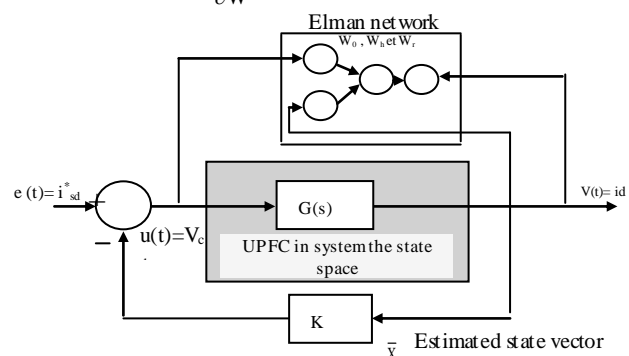 ∂W
Elman network
W₀ , Wₕ et Wᵣ
e (t)= i*sd
+
V(t)= id
G(s)
− u(t)=Vc
UPFC in system the state
space
K
x̄ Estimated state vector